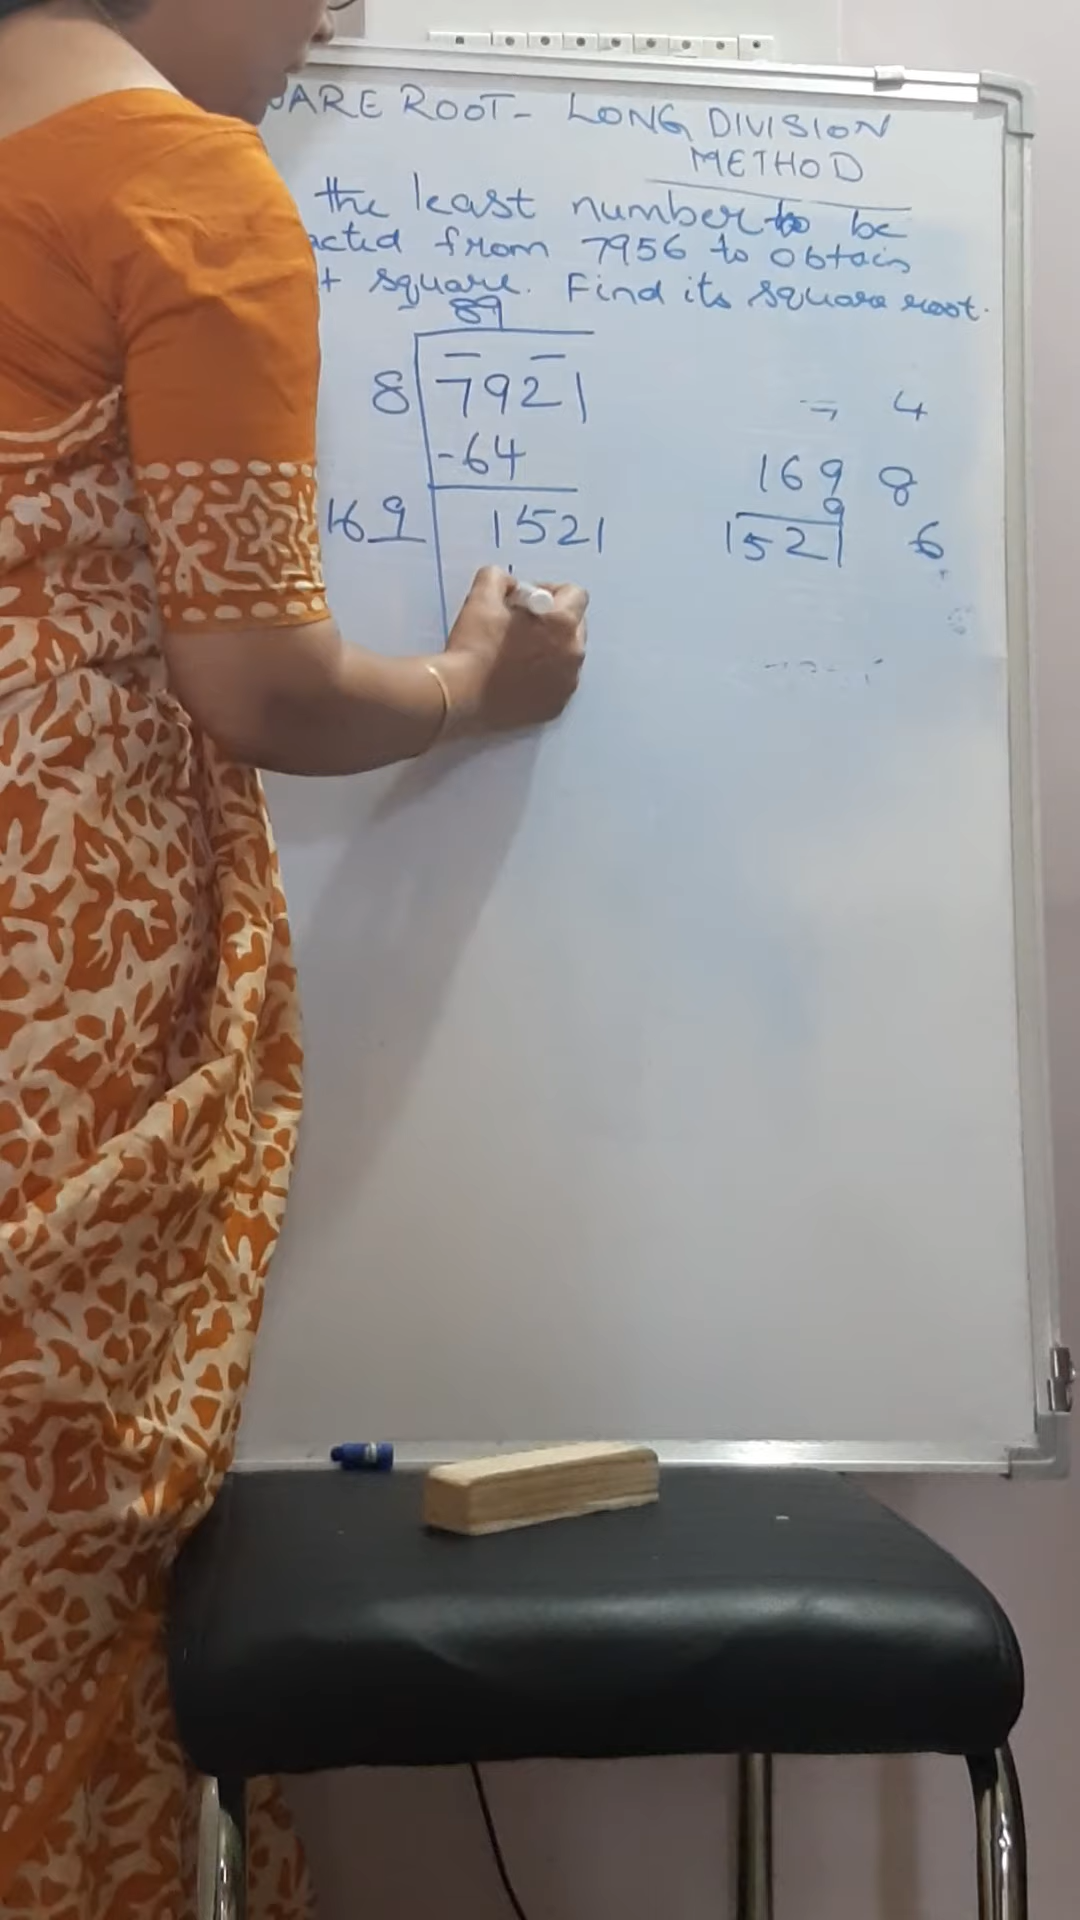 ARE ROOT - LONG DIVISION
METHOD
the least number to be
acted from 7956 to obtain
t square. Find its square root.
89
8 7921
-64
169 1521
4
169 8
9
1521 6